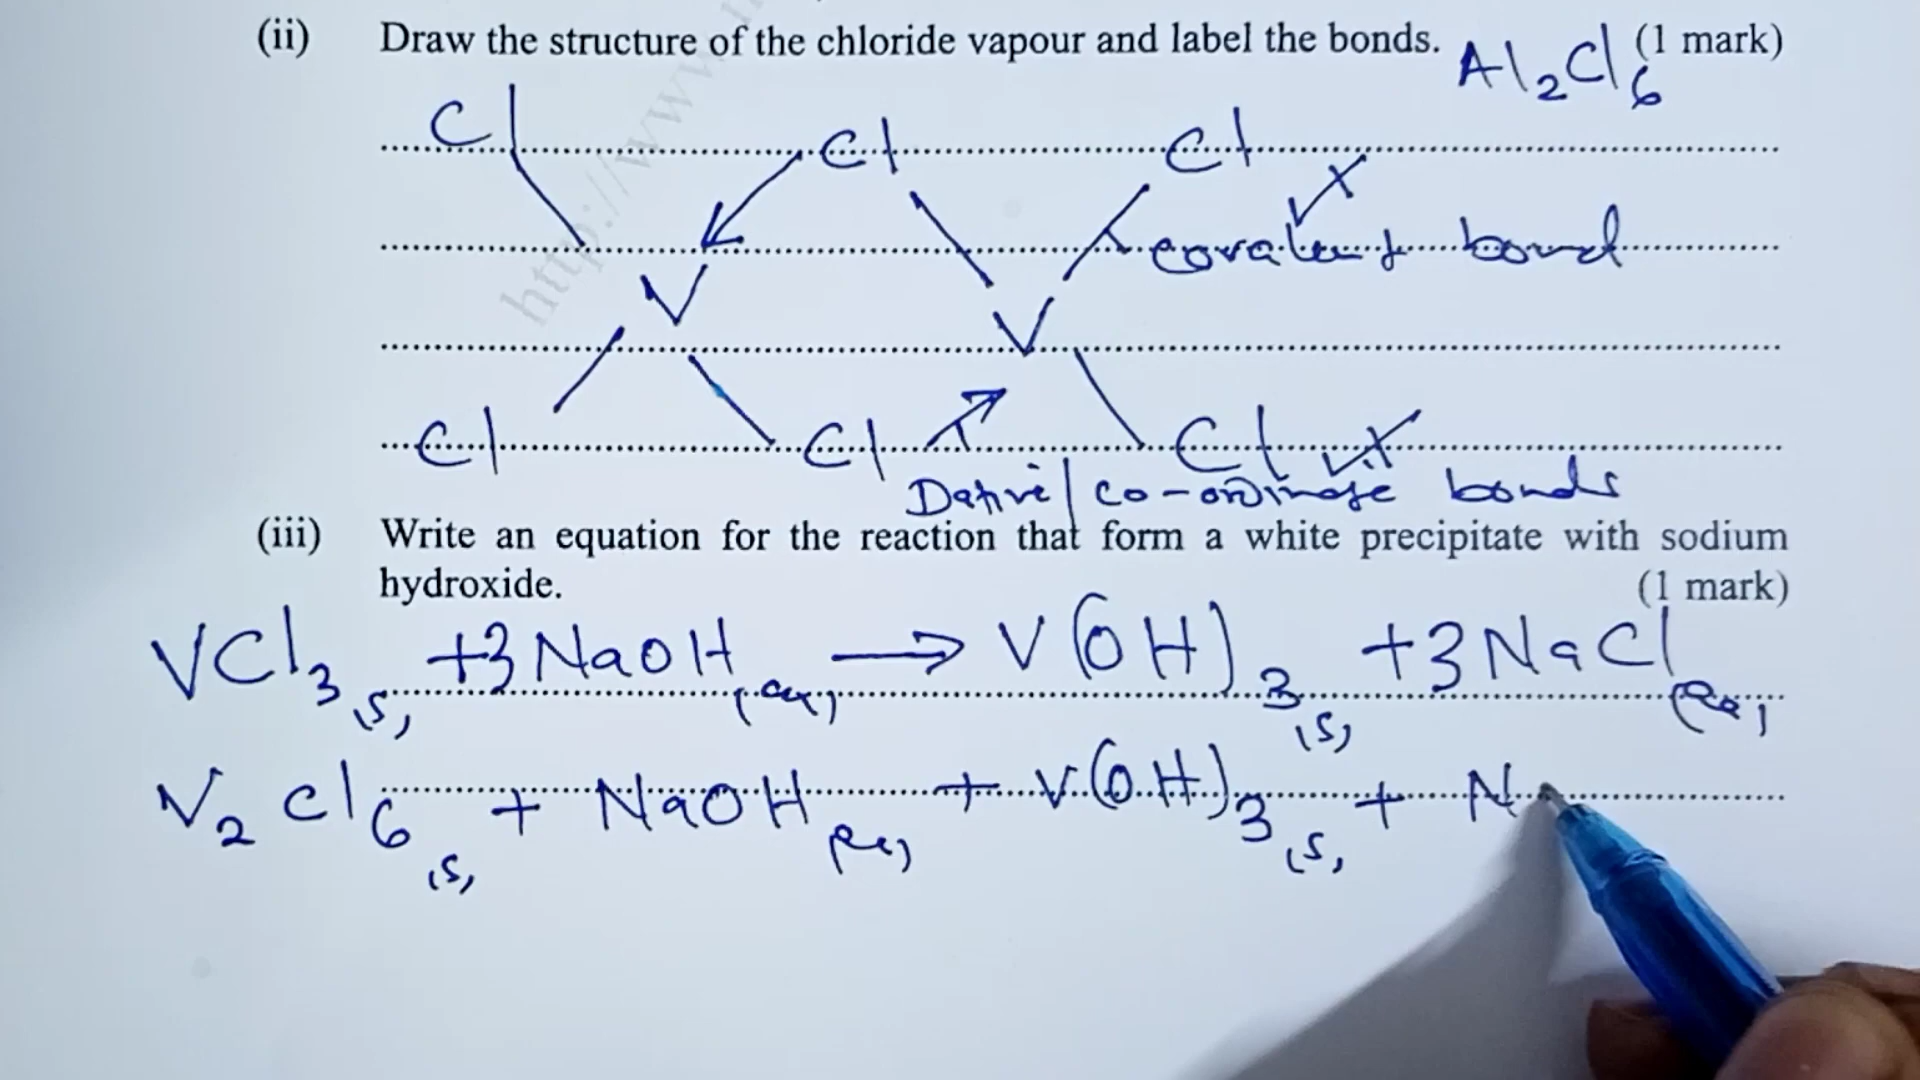 (ii) Draw the structure of the chloride vapour and label the bonds. (1 mark)
Al2Cl6
Cl Cl Cl
covalent bond
V V
Cl Cl Cl
Dative/co-ordinate bonds
(iii) Write an equation for the reaction that form a white precipitate with sodium
hydroxide. (1 mark)
VCl3(s) +3NaOH(aq) → V(OH)3(s) +3NaCl(aq)
V2Cl6(s) + NaOH(aq) + V(OH)3(s) + N
http://www.